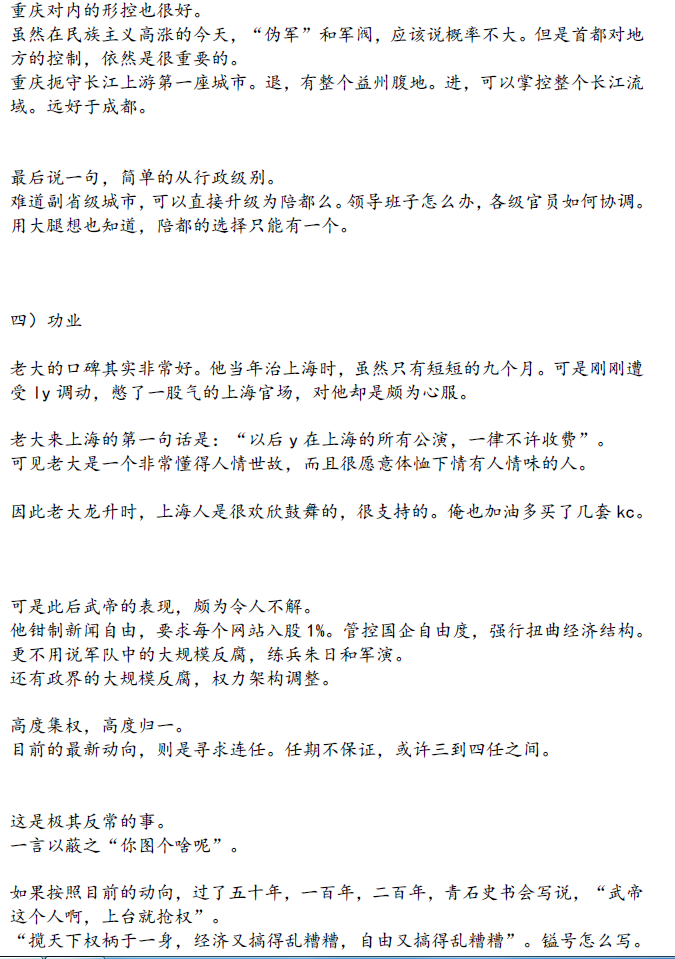 重庆对内的形控也很好。
虽然在民族主义高涨的今天，“伪军”和军阀，应该说概率不大。但是首都对地
方的控制，依然是很重要的。
重庆扼守长江上游第一座城市。退，有整个益州腹地。进，可以掌控整个长江流
域。远好于成都。
最后说一句，简单的从行政级别。
难道副省级城市，可以直接升级为陪都么。领导班子怎么办，各级官员如何协调。
用大腿想也知道，陪都的选择只能有一个。
四）功业
老大的口碑其实非常好。他当年治上海时，虽然只有短短的九个月。可是刚刚遭
受 ly 调动，憋了一股气的上海官场，对他却是颇为心服。
老大来上海的第一句话是：“以后 y 在上海的所有公演，一律不许收费”。
可见老大是一个非常懂得人情世故，而且很愿意体恤下情有人情味的人。
因此老大龙升时，上海人是很欢欣鼓舞的，很支持的。俺也加油多买了几套 kc。
可是此后武帝的表现，颇为令人不解。
他钳制新闻自由，要求每个网站入股 1%。管控国企自由度，强行扭曲经济结构。
更不用说军队中的大规模反腐，练兵朱日和军演。
还有政界的大规模反腐，权力架构调整。
高度集权，高度归一。
目前的最新动向，则是寻求连任。任期不保证，或许三到四任之间。
这是极其反常的事。
一言以蔽之“你图个啥呢”。
如果按照目前的动向，过了五十年，一百年，二百年，青石史书会写说，“武帝
这个人啊，上台就抢权”。
“揽天下权柄于一身，经济又搞得乱糟糟，自由又搞得乱糟糟”。镒号怎么写。